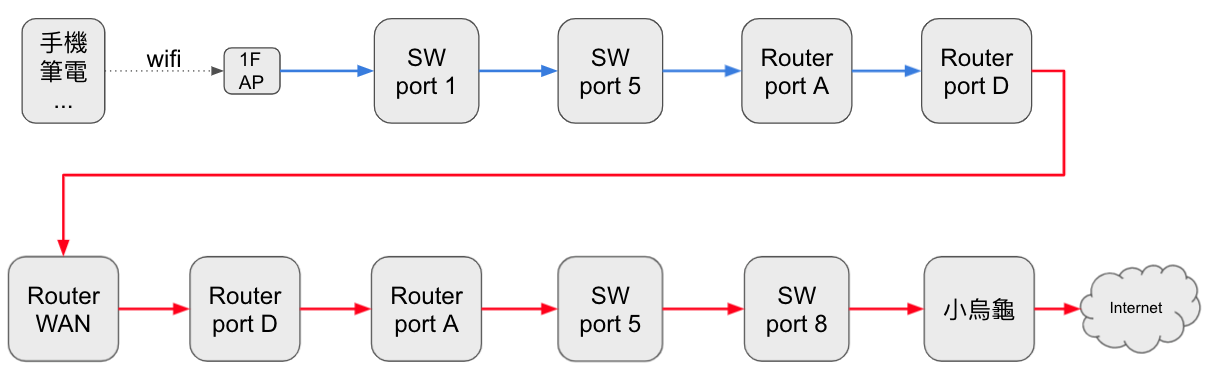 手機
筆電
...
wifi
1F
AP
SW
port 1
SW
port 5
Router
port A
Router
port D
Router
WAN
Router
port D
Router
port A
SW
port 5
SW
port 8
小烏龜
Internet